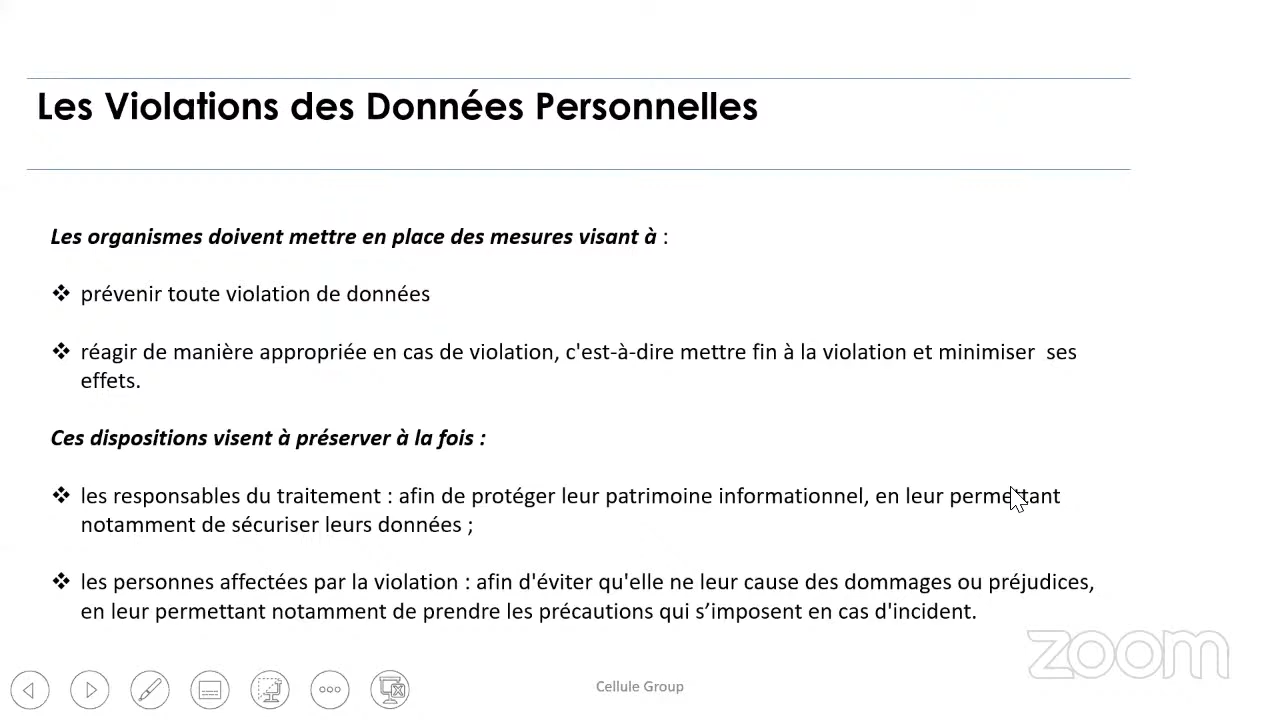 Les Violations des Données Personnelles
Les organismes doivent mettre en place des mesures visant à :
❖ prévenir toute violation de données
❖ réagir de manière appropriée en cas de violation, c'est-à-dire mettre fin à la violation et minimiser  ses
effets.
Ces dispositions visent à préserver à la fois :
❖ les responsables du traitement : afin de protéger leur patrimoine informationnel, en leur permettant
notamment de sécuriser leurs données ;
❖ les personnes affectées par la violation : afin d'éviter qu'elle ne leur cause des dommages ou préjudices,
en leur permettant notamment de prendre les précautions qui s’imposent en cas d'incident.
zoom
Cellule Group